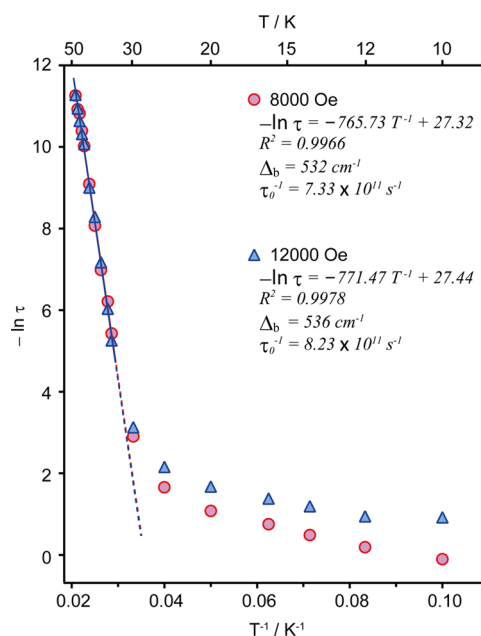 T / K
50 30 20 15 12 10
12
8000 Oe
–ln τ = –765.73 T⁻¹ + 27.32
R² = 0.9966
Δb = 532 cm⁻¹
τ₀⁻¹ = 7.33 x 10¹¹ s⁻¹
10
8
12000 Oe
–ln τ = –771.47 T⁻¹ + 27.44
R² = 0.9978
Δb = 536 cm⁻¹
τ₀⁻¹ = 8.23 x 10¹¹ s⁻¹
6
– ln τ
4
2
0
0.02 0.04 0.06 0.08 0.10
T⁻¹ / K⁻¹